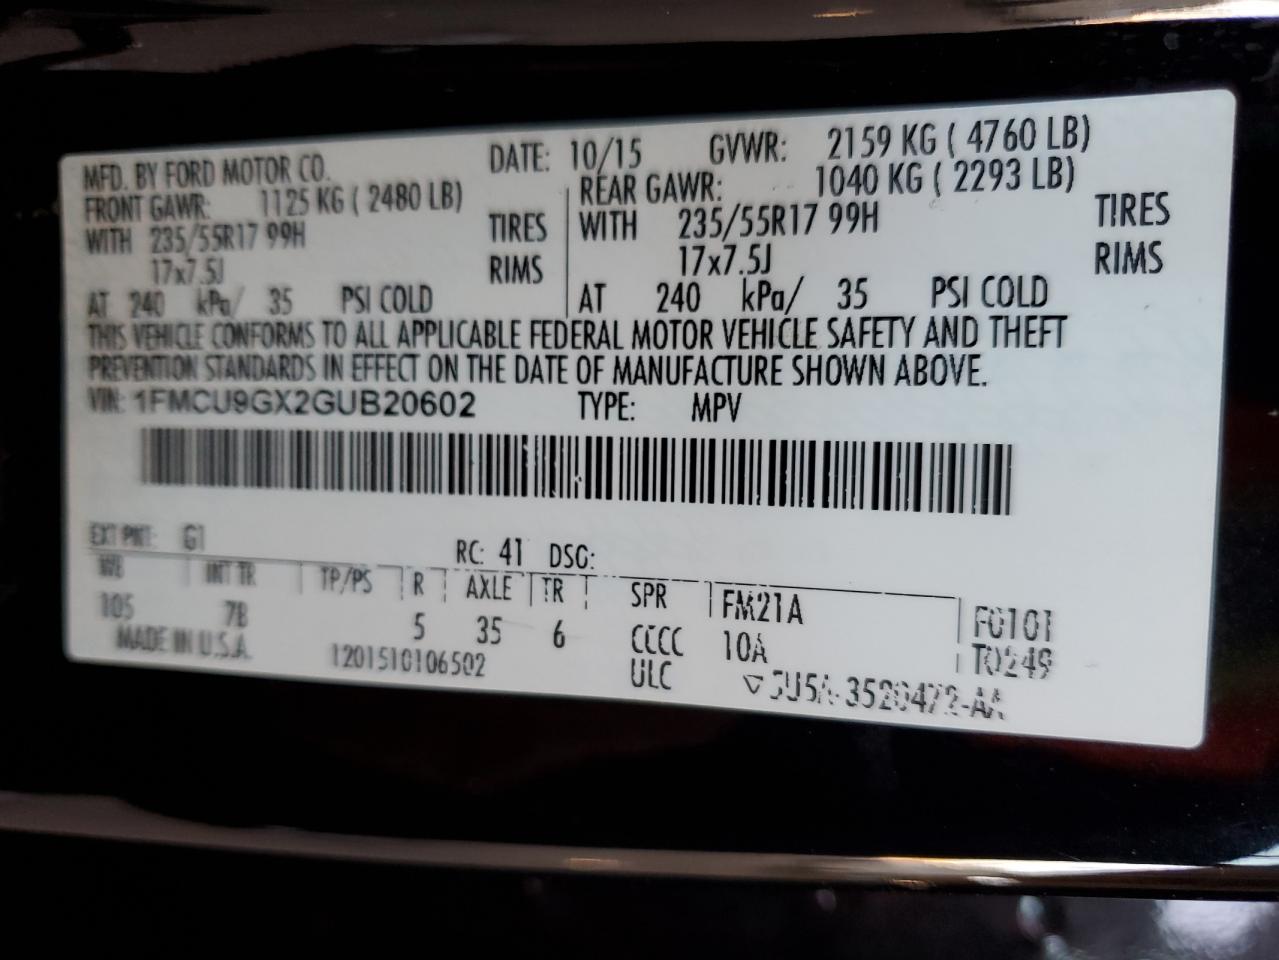 MFD. BY FORD MOTOR CO. DATE: 10/15 GVWR: 2159 KG ( 4760 LB)
FRONT GAWR: 1125 KG ( 2480 LB) REAR GAWR: 1040 KG ( 2293 LB)
WITH 235/55R17 99H TIRES WITH 235/55R17 99H TIRES
17x7.5J RIMS 17x7.5J RIMS
AT 240 kPa/ 35 PSI COLD AT 240 kPa/ 35 PSI COLD
THIS VEHICLE CONFORMS TO ALL APPLICABLE FEDERAL MOTOR VEHICLE SAFETY AND THEFT
PREVENTION STANDARDS IN EFFECT ON THE DATE OF MANUFACTURE SHOWN ABOVE.
VIN: 1FMCU9GX2GUB20602 TYPE: MPV
EXT PNT: G1 RC: 41 DSO:
WB INT TR TP/PS R AXLE TR SPR FM21A F0101
105 7B 5 35 6 CCCC 10A T0249
MADE IN U.S.A. 1201510106502 ULC